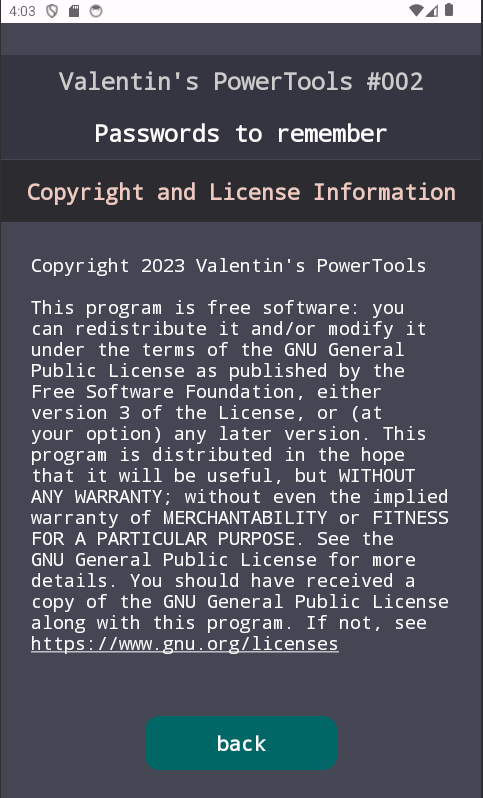 4:03
Valentin's PowerTools #002
Passwords to remember
Copyright and License Information
Copyright 2023 Valentin's PowerTools
This program is free software: you
can redistribute it and/or modify it
under the terms of the GNU General
Public License as published by the
Free Software Foundation, either
version 3 of the License, or (at
your option) any later version. This
program is distributed in the hope
that it will be useful, but WITHOUT
ANY WARRANTY; without even the implied
warranty of MERCHANTABILITY or FITNESS
FOR A PARTICULAR PURPOSE. See the
GNU General Public License for more
details. You should have received a
copy of the GNU General Public License
along with this program. If not, see
https://www.gnu.org/licenses
back